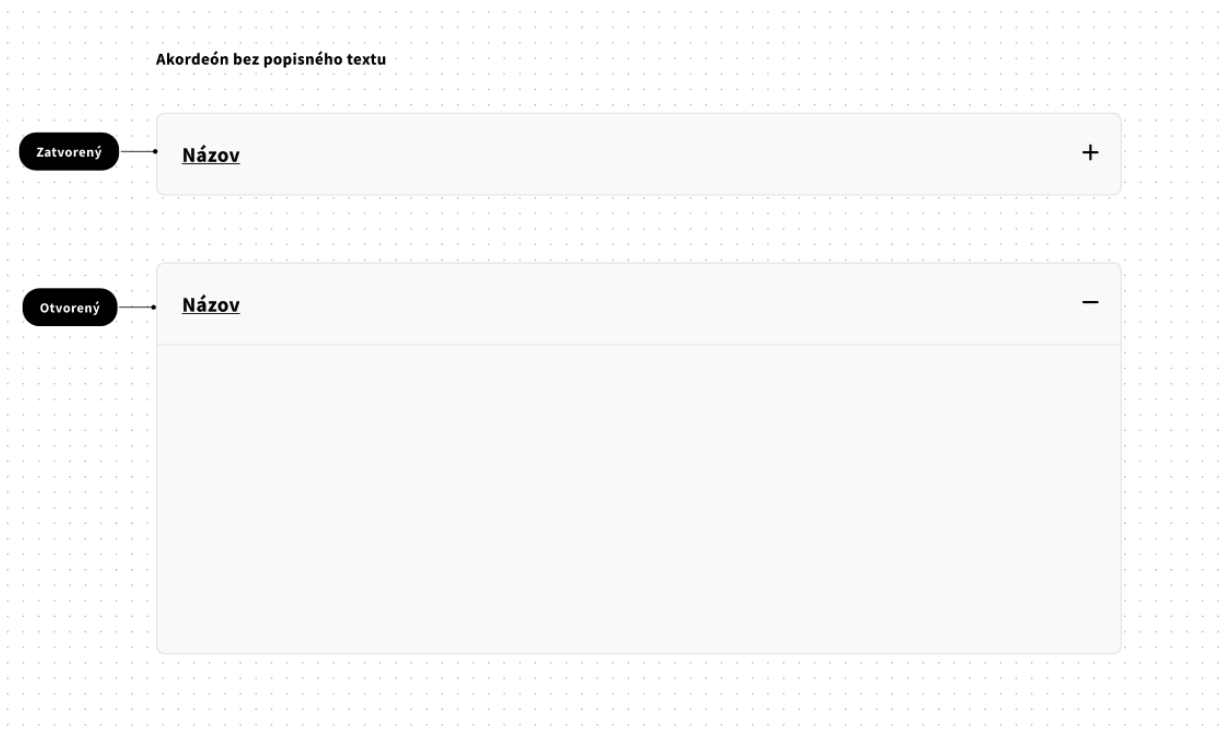 Akordeón bez popisného textu
Zatvorený
Názov
Otvorený
Názov